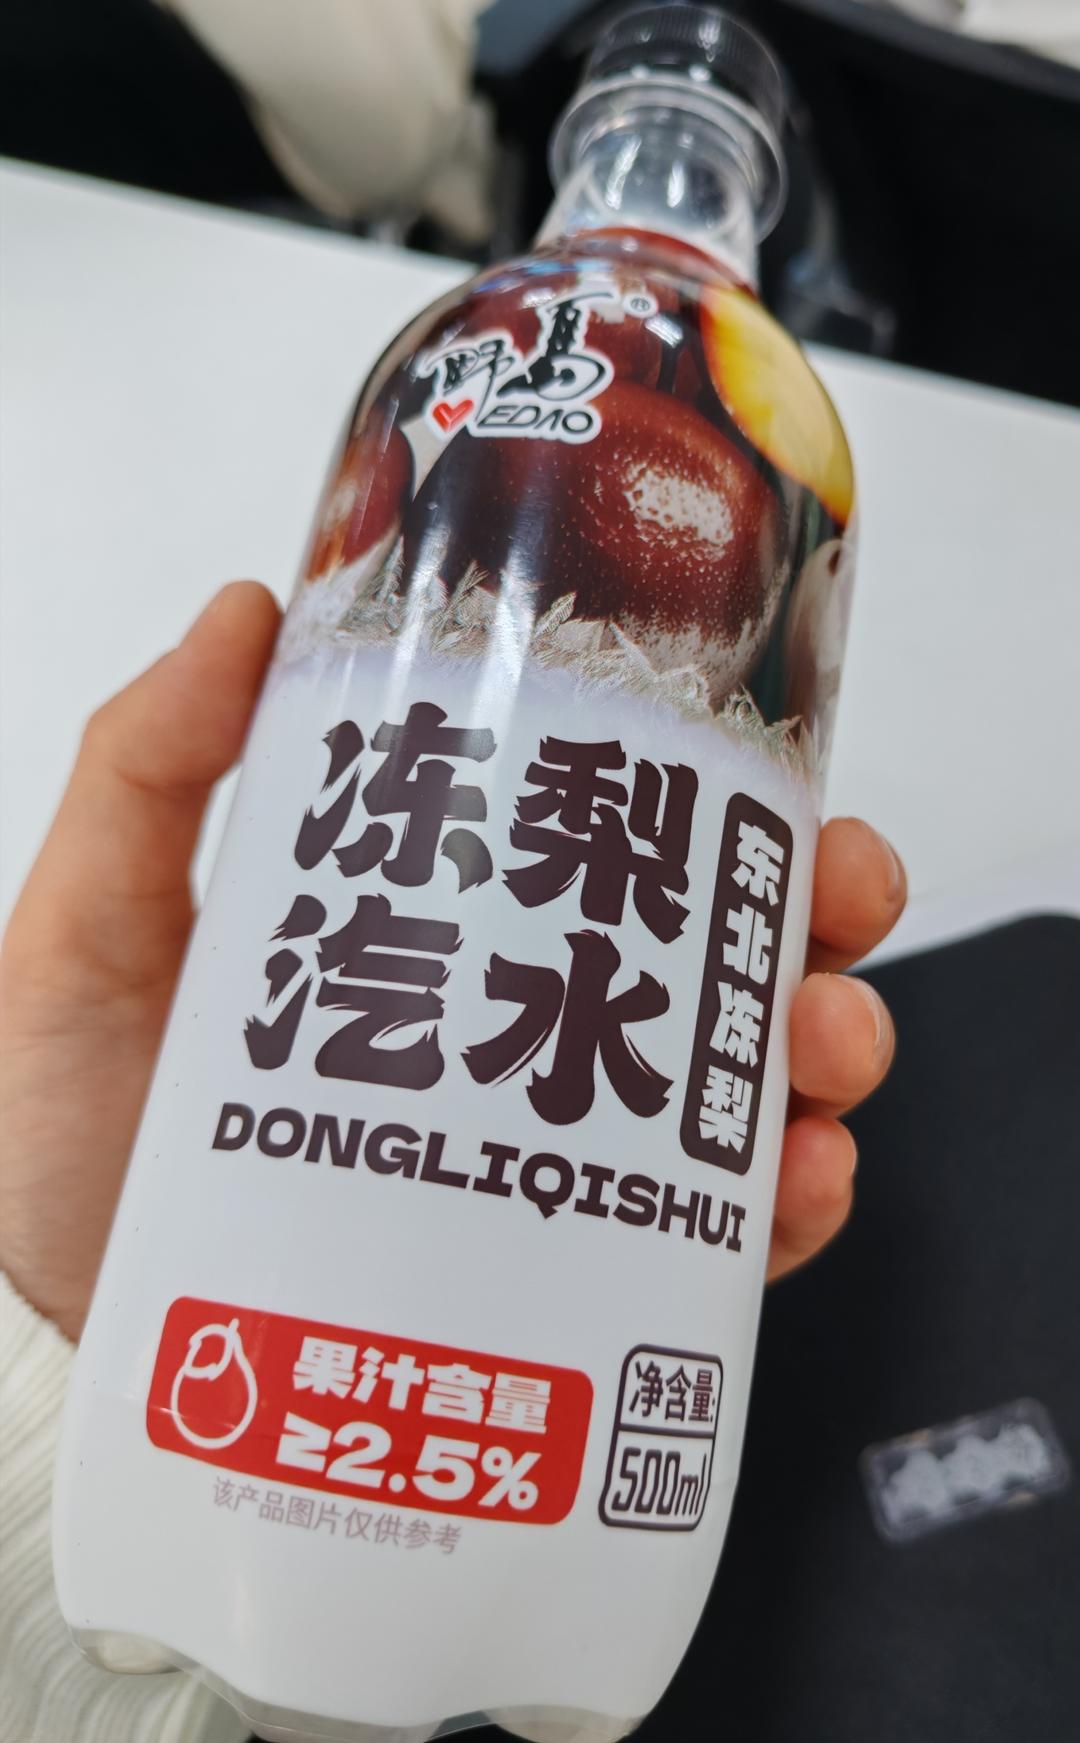 野岛®
EDAO
冻梨
汽水
东北冻梨
DONGLIQISHUI
果汁含量
≥2.5%
净含量:
500ml
该产品图片仅供参考